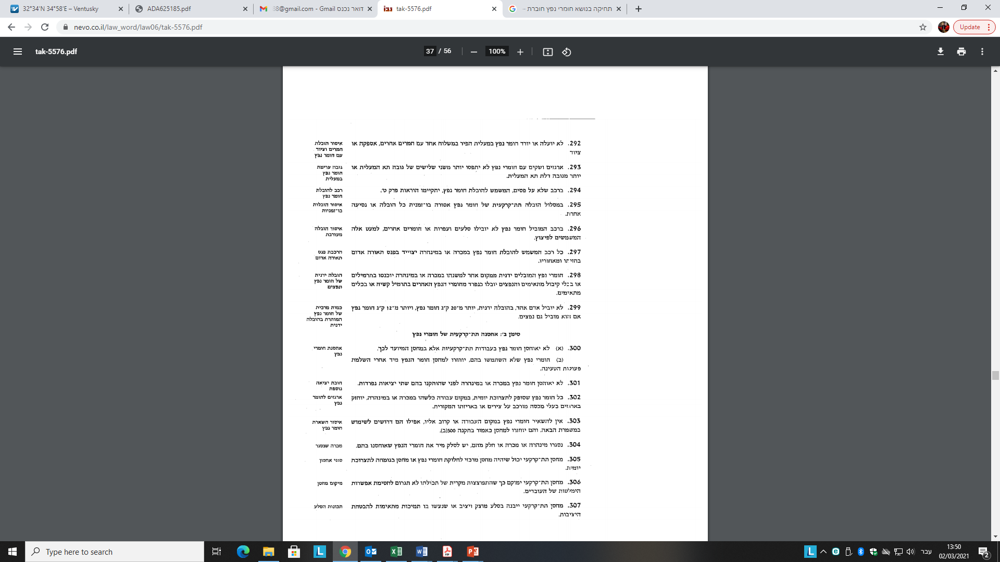 32°34'N 34°58'E – Ventusky
ADA625185.pdf
דואר נכנס - 88@gmail.com - Gmail
tak-5576.pdf
תחיקה בנושא חומרי נפץ חוברת –
nevo.co.il/law_word/law06/tak-5576.pdf
Update
tak-5576.pdf
37 / 56
100%
292. לא יועלה או יורד חומר נפץ במעלית הפיר במשלוח אחד עם חמרים אחרים, אספקה או
ציוד
איסור הובלת
חמרים וציוד
עם חומר נפץ
293. ארגזים ושקים עם חומרי נפץ לא יתפסו יותר משני שלישים של גובה תא המעלית או
יותר מגובה דלת תא המעלית.
גובה ערימת
חומר נפץ
במעלית
294. ברכב שלא על פסים, המשמש להובלת חומר נפץ, יתקיימו הוראות פרק ט׳.
רכב להובלת
חומר נפץ
295. במסלול הובלה תת־קרקעית של חומר נפץ אסורה בו־זמנית כל הובלה או נסיעה
אחרת.
איסור הובלות
בו־זמניות
296. ברכב המוביל חומר נפץ לא יובילו סלעים ועפרות או חומרים אחרים, למעט אלה
המשמשים לפיצוץ.
איסור הובלה
מעורבת
297. כל רכב המשמש להובלת חומר נפץ במכרה או במינהרה יצוייד בפנס תאורה אדום
בחזיתו ומאחוריו.
הרכבת פנס
תאורה אדום
298. חומרי נפץ המובלים ידנית ממקום אחד למשנהו במכרה או במינהרה יוכנסו בתרמילים
או בכלי קיבול מתאימים והנפצים יובלו בנפרד מחומרי הנפץ האחרים בתרמיל קשיח או בכלים
מתאימים.
הובלה ידנית
של חומר נפץ
ונפצים
299. לא יוביל אדם אחד, בהובלה ידנית, יותר מ־20 ק״ג חומר נפץ, ויותר מ־12 ק״ג חומר נפץ
אם הוא מוביל גם נפצים.
כמות מרבית
של חומר נפץ
המותרת בהובלה
ידנית
סימן ב׳: אחסנה תת־קרקעית של חומרי נפץ
300. (א) לא יאוחסן חומר נפץ בעבודות תת־קרקעיות אלא במחסן המיועד לכך.
(ב) חומרי נפץ שלא השתמשו בהם, יוחזרו למחסן חומר הנפץ מיד אחרי השלמת
פעולות הטעינה.
אחסנת חומרי
נפץ
301. לא יאוחסן חומר נפץ במכרה או במינהרה לפני שהותקנו בהם שתי יציאות נפרדות.
חובת יציאה
נוספת
302. כל חומר נפץ שסופק לתצרוכת יומית, במקום עבודה כלשהו במכרה או במינהרה, יוחזק
בארגזים בעלי מכסה מורכב על צירים או באריזתו המקורית.
ארגזים לחומר
נפץ
303. אין להשאיר חומרי נפץ במקום העבודה או קרוב אליו, אפילו הם דרושים לשימוש
במשמרת הבאה, והם יוחזרו למחסן כאמור בתקנה 300(ב).
איסור השארת
חומר נפץ
304. נסגרו מינהרה או מכרה או חלק מהם, יש לסלק מיד את חומרי הנפץ שאוחסנו בהם.
מכרה שנסגר
305. מחסן תת־קרקעי יכול שיהיה מחסן מרכזי לחלוקת חומרי נפץ או מחסן בגומחה לתצרוכת
יומית.
סוגי אחסון
306. מחסן תת־קרקעי ימוקם כך שהתפוצצות מקרית של תכולתו לא תגרום לחסימת אפשרות
הימלטות של העובדים.
מיקום מחסן
307. מחסן תת־קרקעי ייבנה בסלע מוצק ויציב או שנעשו בו תמיכות מתאימות להבטחת
היציבות.
תכונות הסלע
Type here to search
עבר
13:50
02/03/2021
2